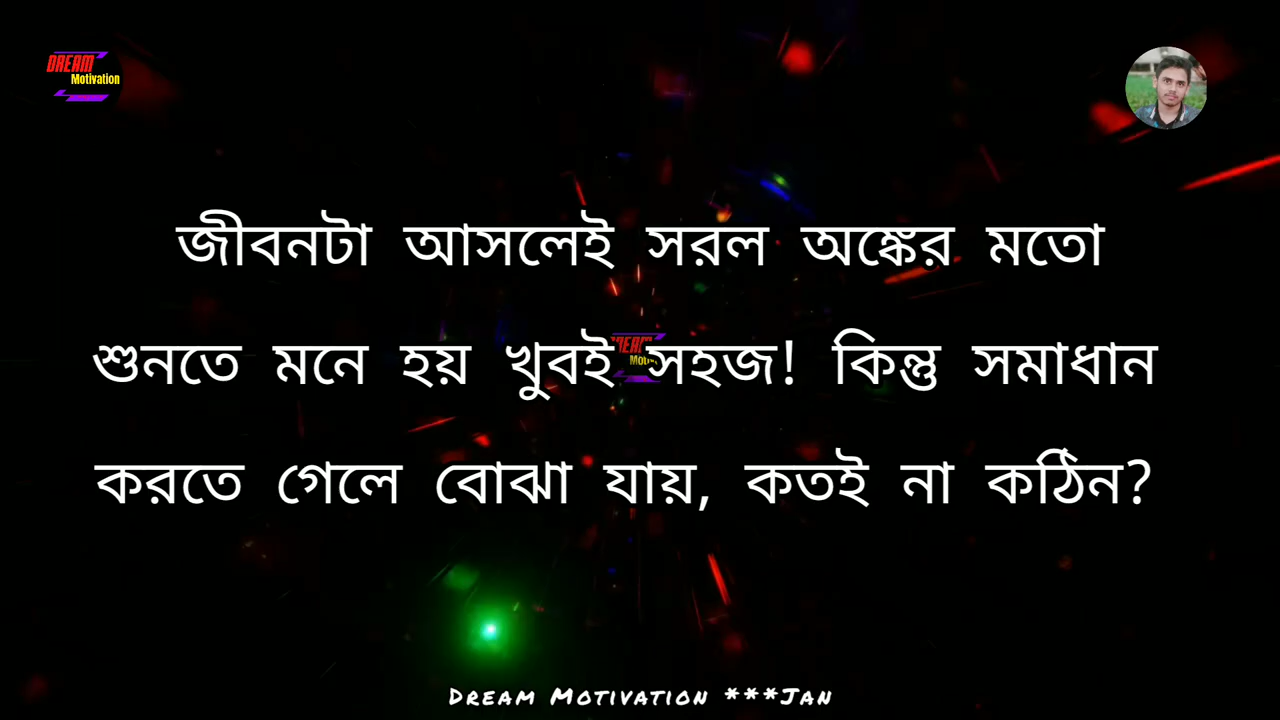 DREAM
Motivation
জীবনটা আসলেই সরল অঙ্কের মতো
শুনতে মনে হয় খুবই সহজ! কিন্তু সমাধান
করতে গেলে বোঝা যায়, কতই না কঠিন?
DREAM MOTIVATION ***JAN